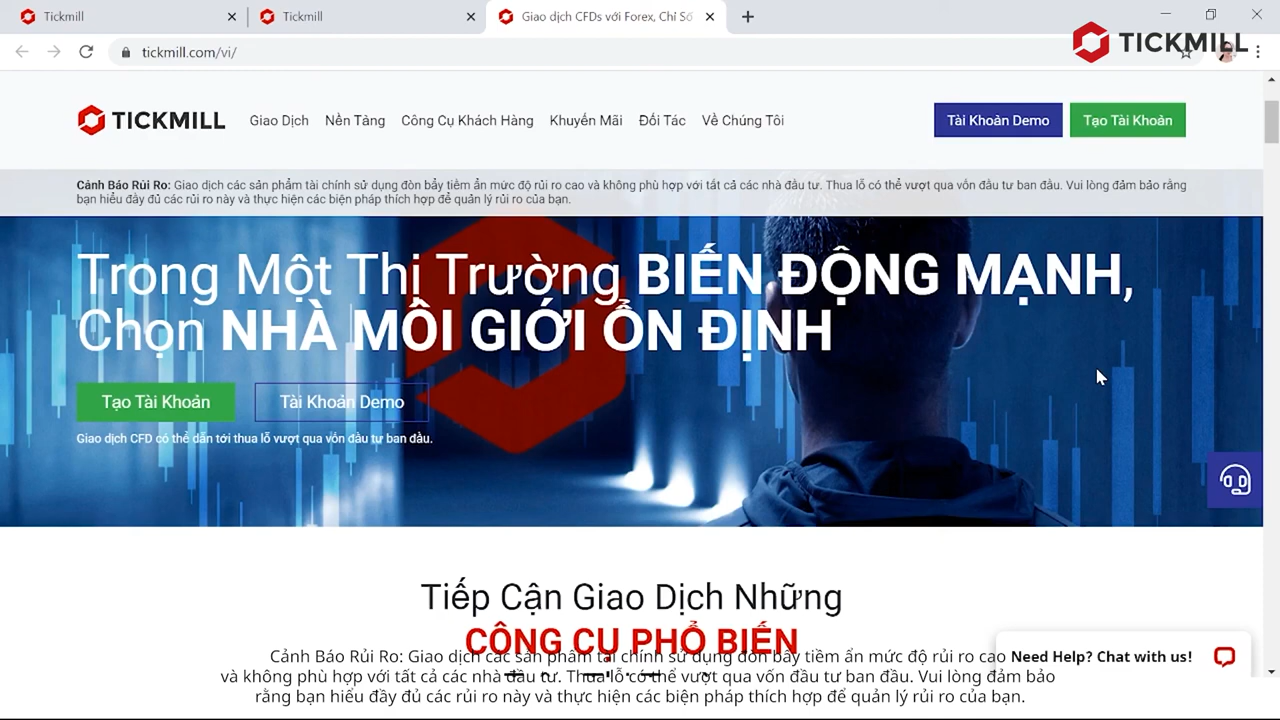 Tickmill
Tickmill
Giao dịch CFDs với Forex, Chỉ Số
tickmill.com/vi/
TICKMILL
TICKMILL
Giao Dịch Nền Tảng Công Cụ Khách Hàng Khuyến Mãi Đối Tác Về Chúng Tôi
Tài Khoản Demo
Tạo Tài Khoản
Cảnh Báo Rủi Ro: Giao dịch các sản phẩm tài chính sử dụng đòn bẩy tiềm ẩn mức độ rủi ro cao và không phù hợp với tất cả các nhà đầu tư. Thua lỗ có thể vượt qua vốn đầu tư ban đầu. Vui lòng đảm bảo rằng
bạn hiểu đầy đủ các rủi ro này và thực hiện các biện pháp thích hợp để quản lý rủi ro của bạn.
Trong Một Thị Trường BIẾN ĐỘNG MẠNH,
Chọn NHÀ MÔI GIỚI ỔN ĐỊNH
Tạo Tài Khoản
Tài Khoản Demo
Giao dịch CFD có thể dẫn tới thua lỗ vượt qua vốn đầu tư ban đầu.
Tiếp Cận Giao Dịch Những
CÔNG CỤ PHỔ BIẾN
Need Help? Chat with us!
Cảnh Báo Rủi Ro: Giao dịch các sản phẩm tài chính sử dụng đòn bẩy tiềm ẩn mức độ rủi ro cao
và không phù hợp với tất cả các nhà đầu tư. Thua lỗ có thể vượt qua vốn đầu tư ban đầu. Vui lòng đảm bảo
rằng bạn hiểu đầy đủ các rủi ro này và thực hiện các biện pháp thích hợp để quản lý rủi ro của bạn.